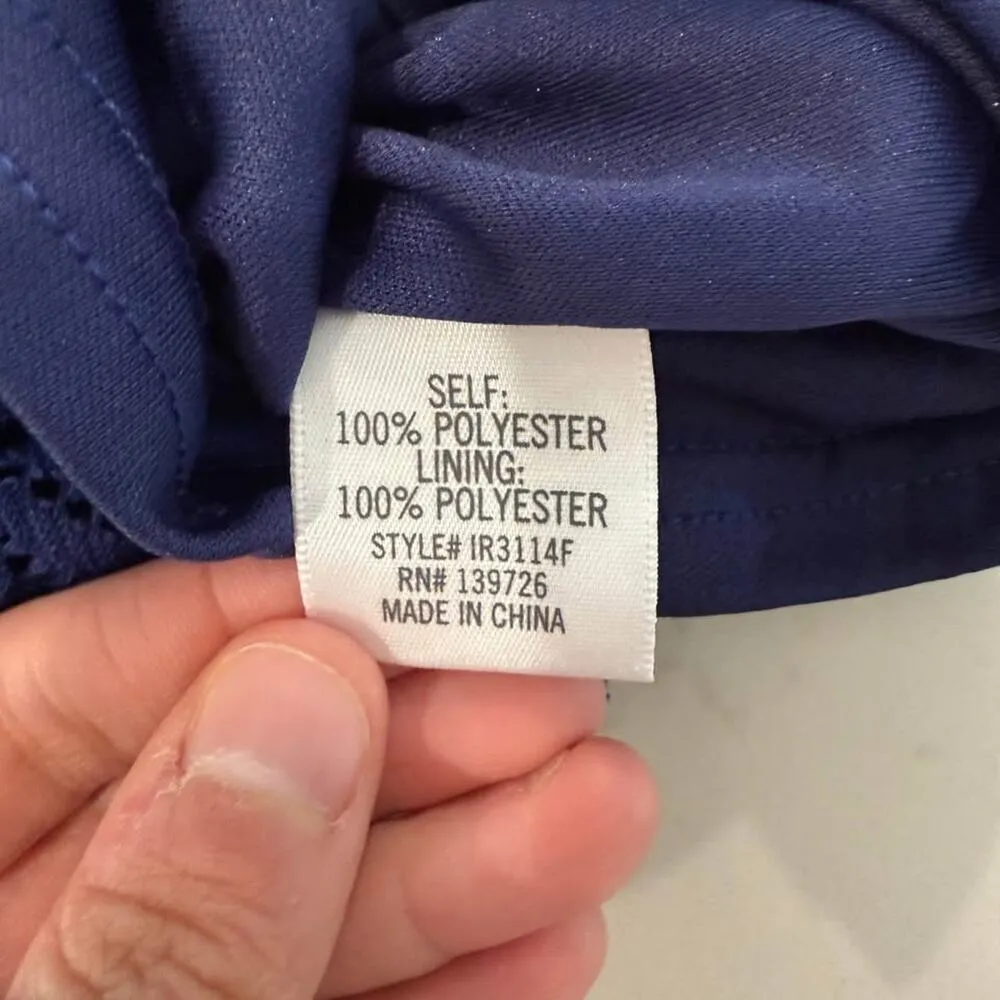 SELF:
100% POLYESTER
LINING:
100% POLYESTER
STYLE# IR3114F
RN# 139726
MADE IN CHINA